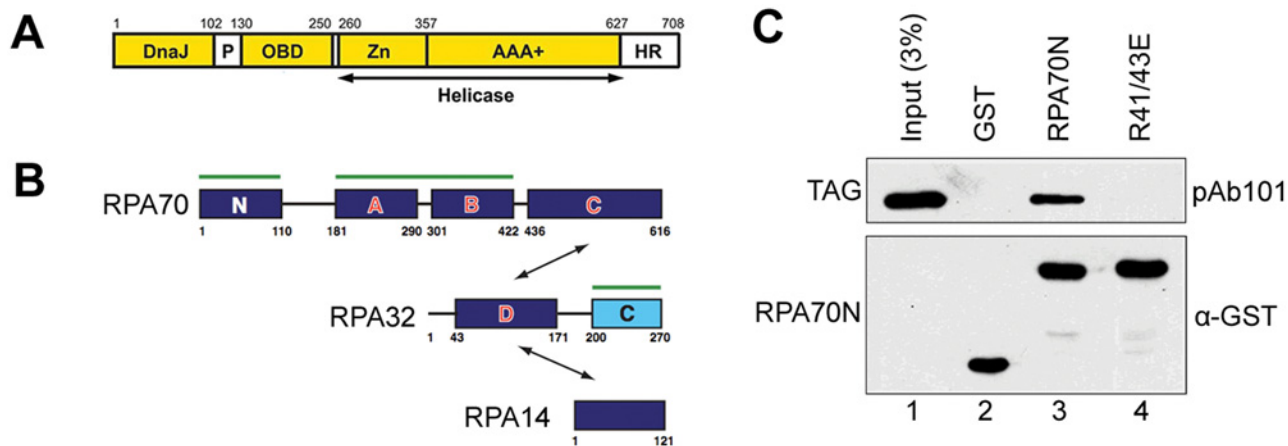 A
1 102 130 250 260 357 627 708
DnaJ P OBD Zn AAA+ HR
Helicase
B
RPA70 N A B C
1 110 181 290 301 422 436 616
RPA32 D C
1 43 171 200 270
RPA14
1 121
C
Input (3%)
GST
RPA70N
R41/43E
TAG pAb101
RPA70N α-GST
1 2 3 4